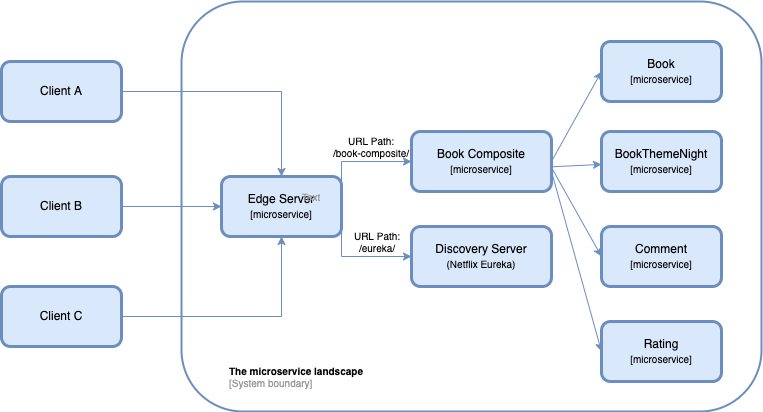 Client A
Client B
Client C
Edge Server
Text
[microservice]
URL Path:
/book-composite/
URL Path:
/eureka/
Book Composite
[microservice]
Discovery Server
(Netflix Eureka)
Book
[microservice]
BookThemeNight
[microservice]
Comment
[microservice]
Rating
[microservice]
The microservice landscape
[System boundary]